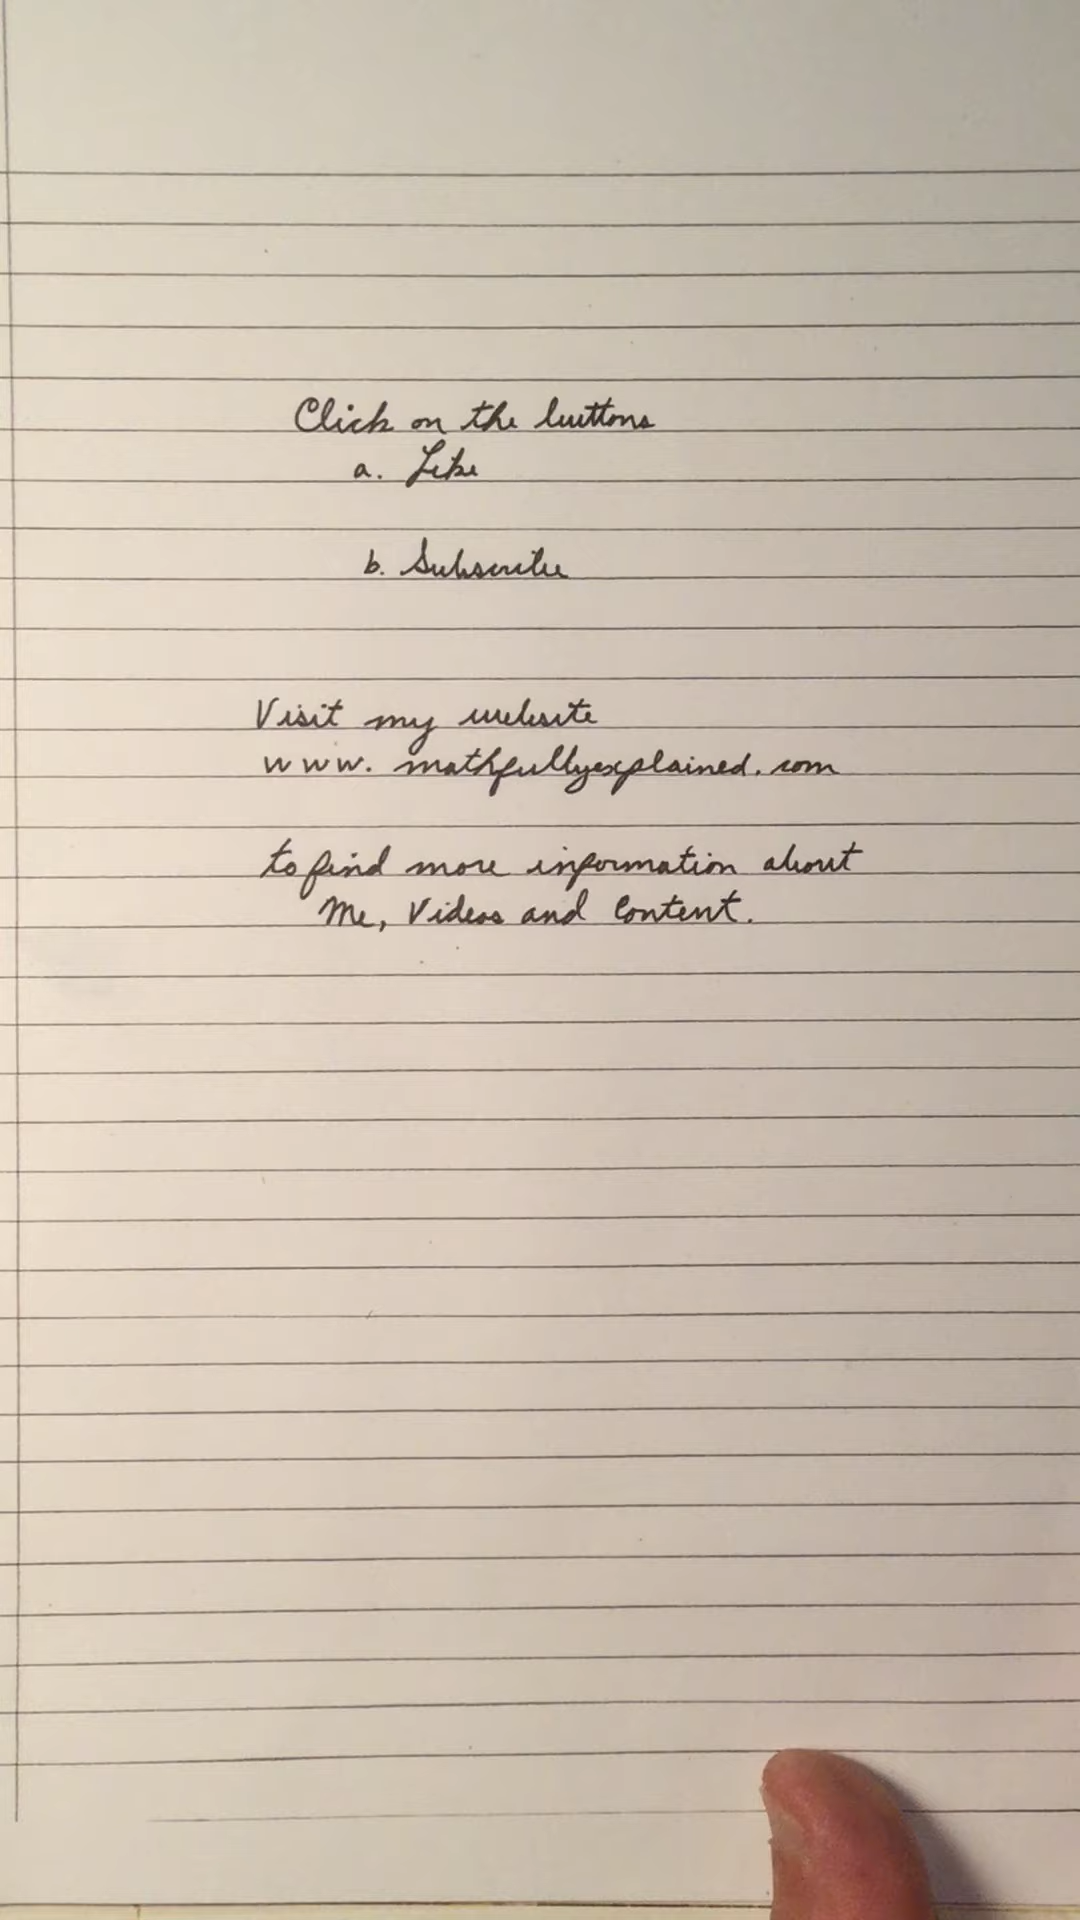 Click on the buttons
a. Like
b. Subscribe
Visit my website
www. mathfullyexplained.com
to find more information about
Me, Videos and Content.